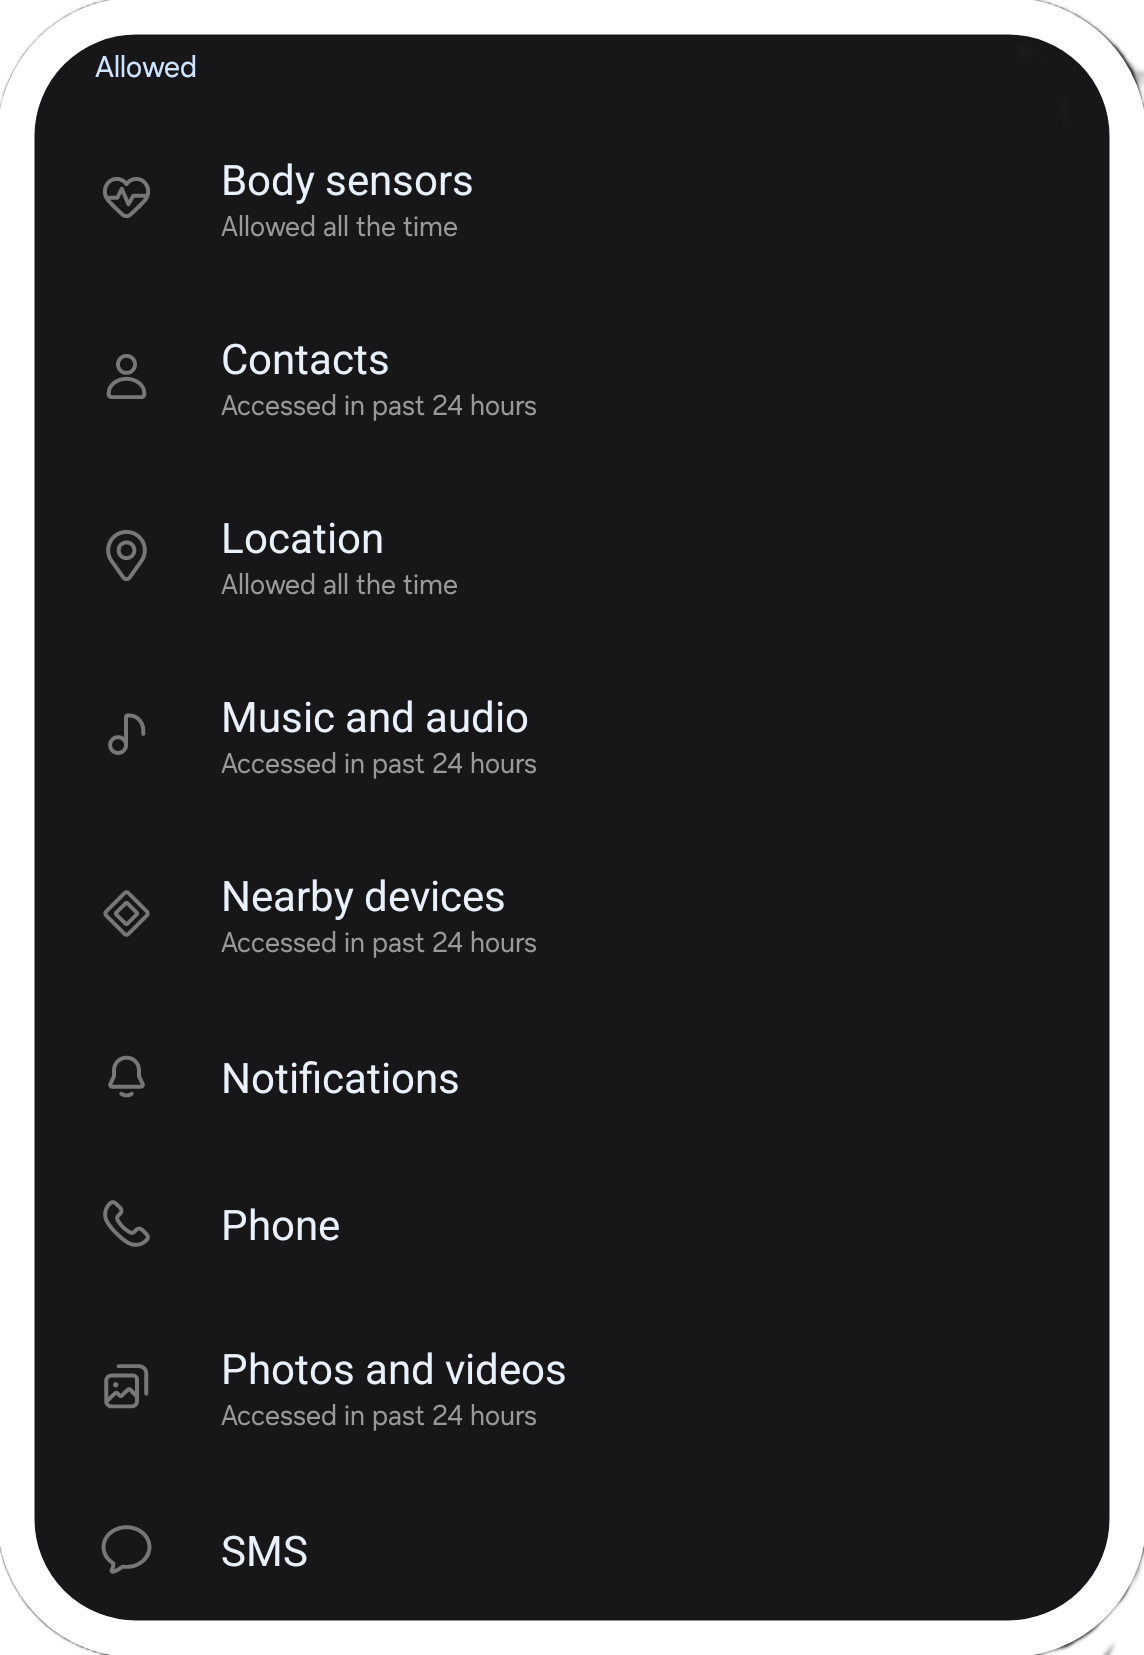 Allowed
Body sensors
Allowed all the time
Contacts
Accessed in past 24 hours
Location
Allowed all the time
Music and audio
Accessed in past 24 hours
Nearby devices
Accessed in past 24 hours
Notifications
Phone
Photos and videos
Accessed in past 24 hours
SMS